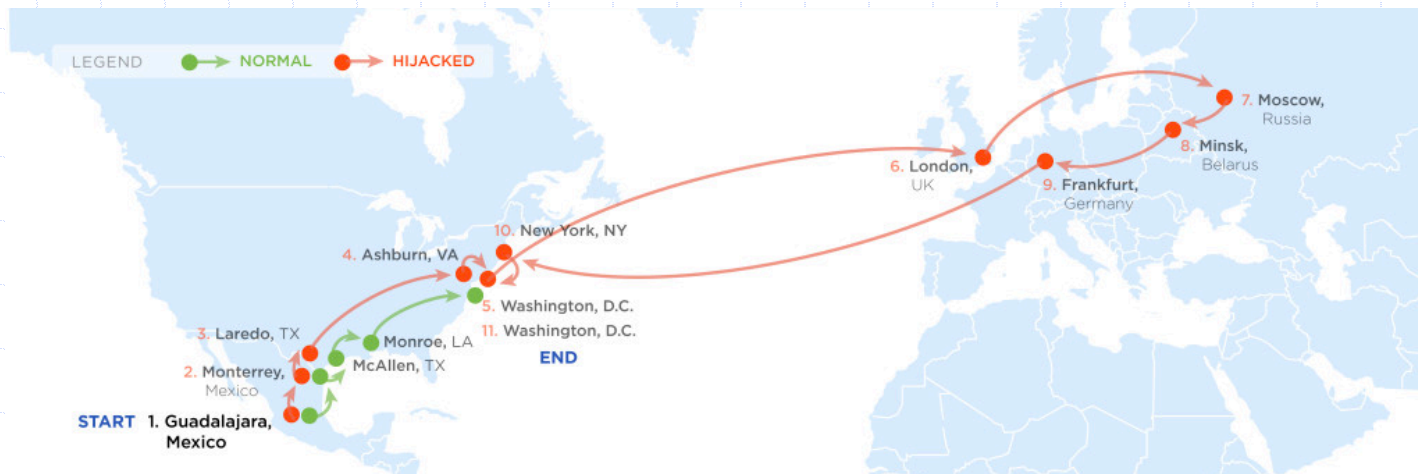 LEGEND NORMAL HIJACKED
7. Moscow,
Russia
8. Minsk,
Belarus
6. London,
UK
9. Frankfurt,
Germany
10. New York, NY
4. Ashburn, VA
5. Washington, D.C.
11. Washington, D.C.
END
3. Laredo, TX
Monroe, LA
McAllen, TX
2. Monterrey,
Mexico
START 1. Guadalajara,
Mexico